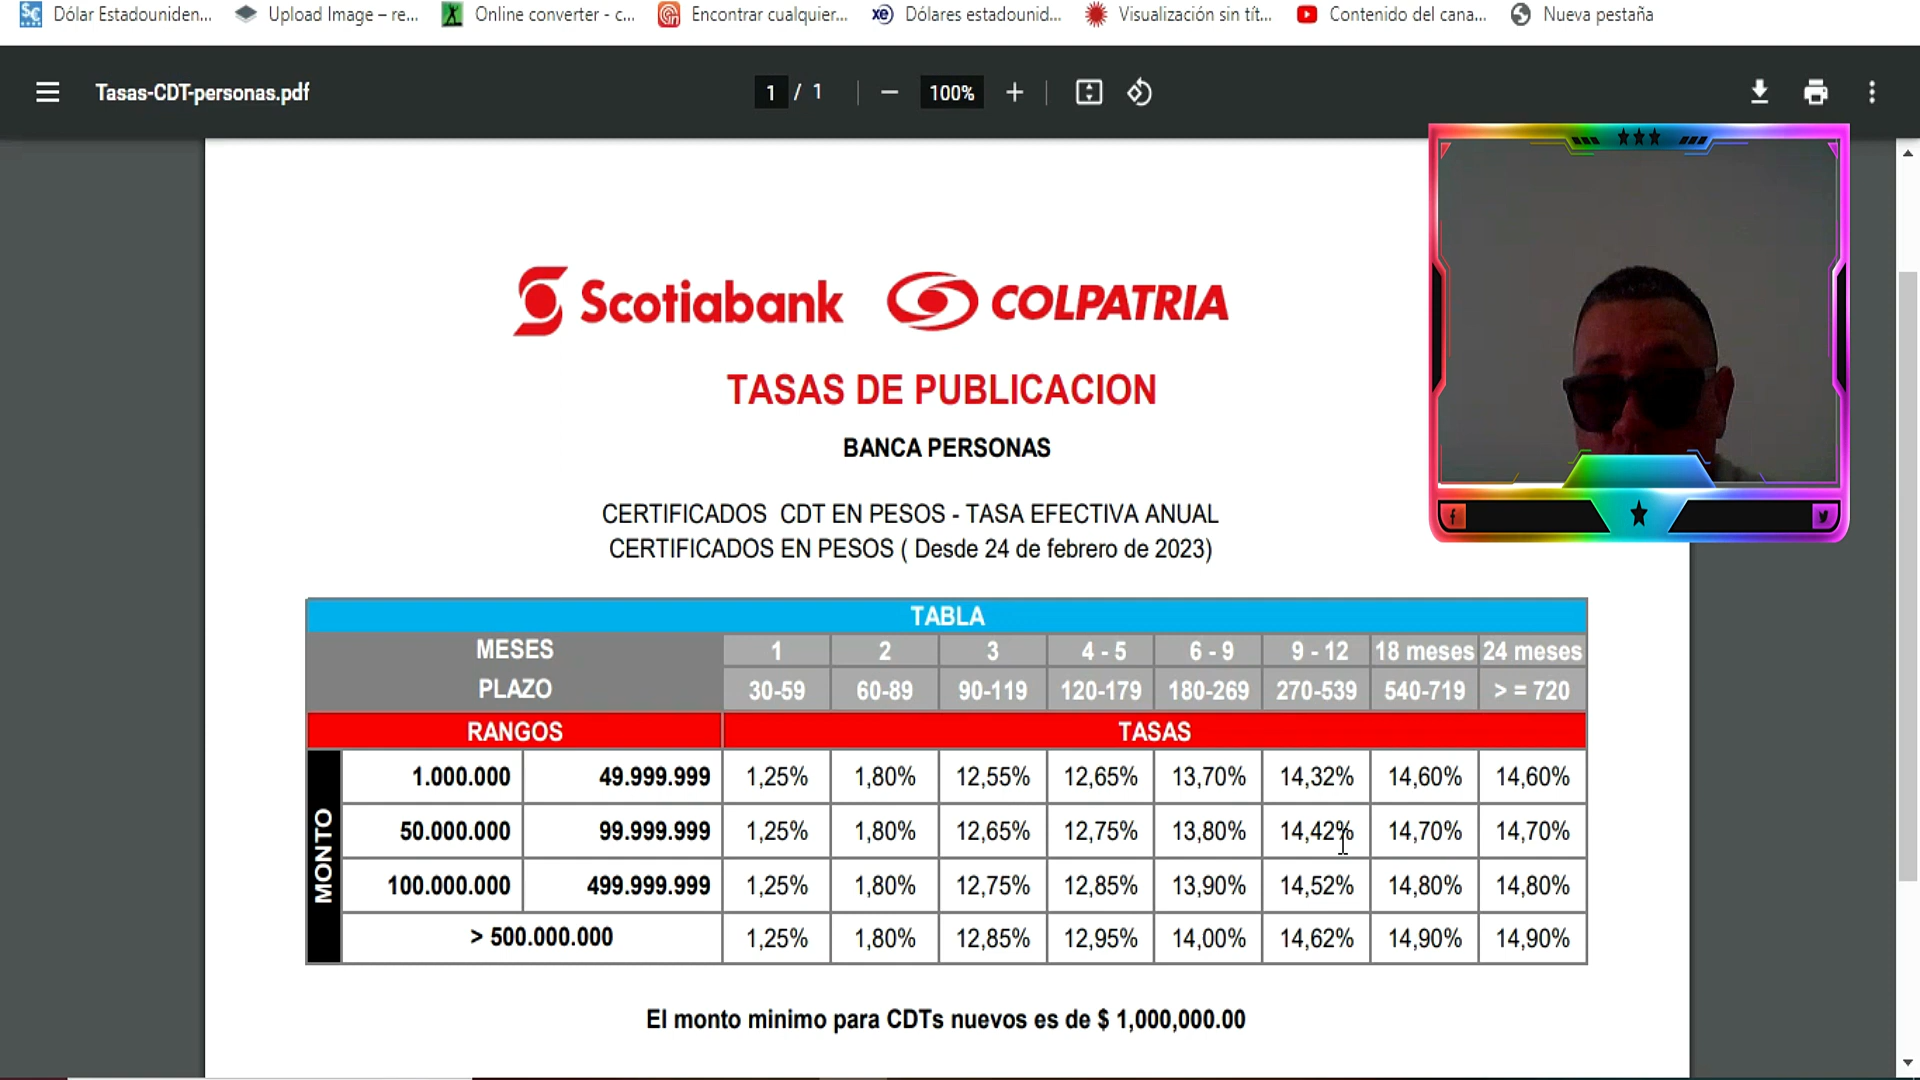 Dólar Estadouniden... Upload Image – re... Online converter - c... Encontrar cualquier... xe Dólares estadounid... Visualización sin tít... Contenido del cana... Nueva pestaña
Tasas-CDT-personas.pdf 1 / 1 100%
Scotiabank COLPATRIA
TASAS DE PUBLICACION
BANCA PERSONAS
CERTIFICADOS CDT EN PESOS - TASA EFECTIVA ANUAL
CERTIFICADOS EN PESOS ( Desde 24 de febrero de 2023)
TABLA
MESES 1 2 3 4 - 5 6 - 9 9 - 12 18 meses 24 meses
PLAZO 30-59 60-89 90-119 120-179 180-269 270-539 540-719 > = 720
RANGOS TASAS
MONTO
1.000.000 49.999.999 1,25% 1,80% 12,55% 12,65% 13,70% 14,32% 14,60% 14,60%
50.000.000 99.999.999 1,25% 1,80% 12,65% 12,75% 13,80% 14,42% 14,70% 14,70%
100.000.000 499.999.999 1,25% 1,80% 12,75% 12,85% 13,90% 14,52% 14,80% 14,80%
> 500.000.000 1,25% 1,80% 12,85% 12,95% 14,00% 14,62% 14,90% 14,90%
El monto minimo para CDTs nuevos es de $ 1,000,000.00